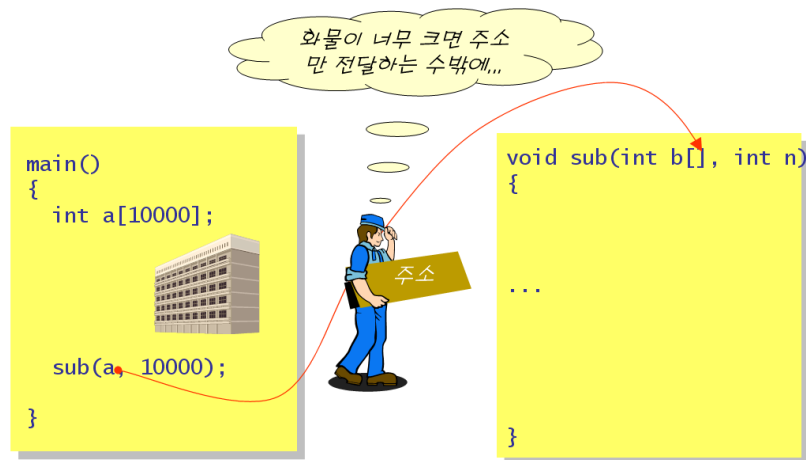 화물이 너무 크면 주소
만 전달하는 수밖에,,,
main()
{
int a[10000];
sub(a, 10000);
}
주소
void sub(int b[], int n)
{
...
}